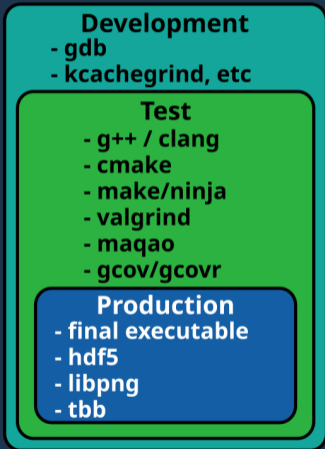 Development
- gdb
- kcachegrind, etc
Test
- g++ / clang
- cmake
- make/ninja
- valgrind
- maqao
- gcov/gcovr
Production
- final executable
- hdf5
- libpng
- tbb